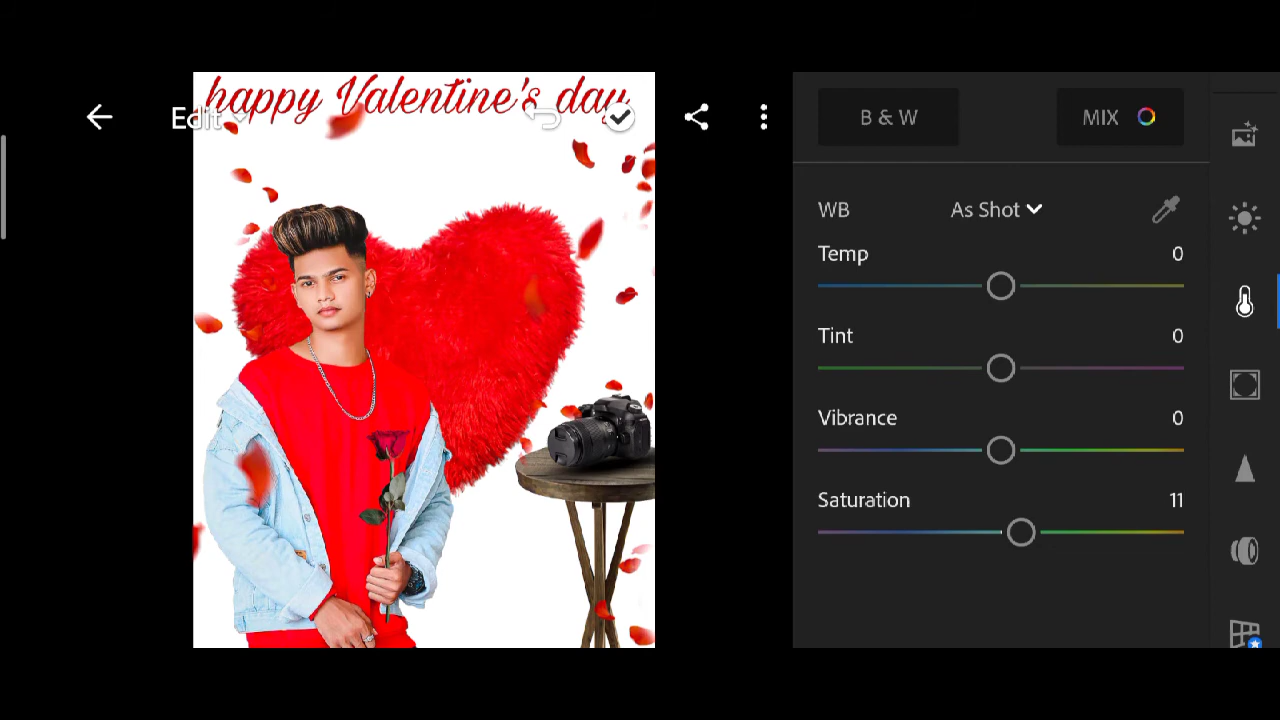 happy Valentine's day
Edit
B & W
MIX
WB
As Shot
Temp
0
Tint
0
Vibrance
0
Saturation
11